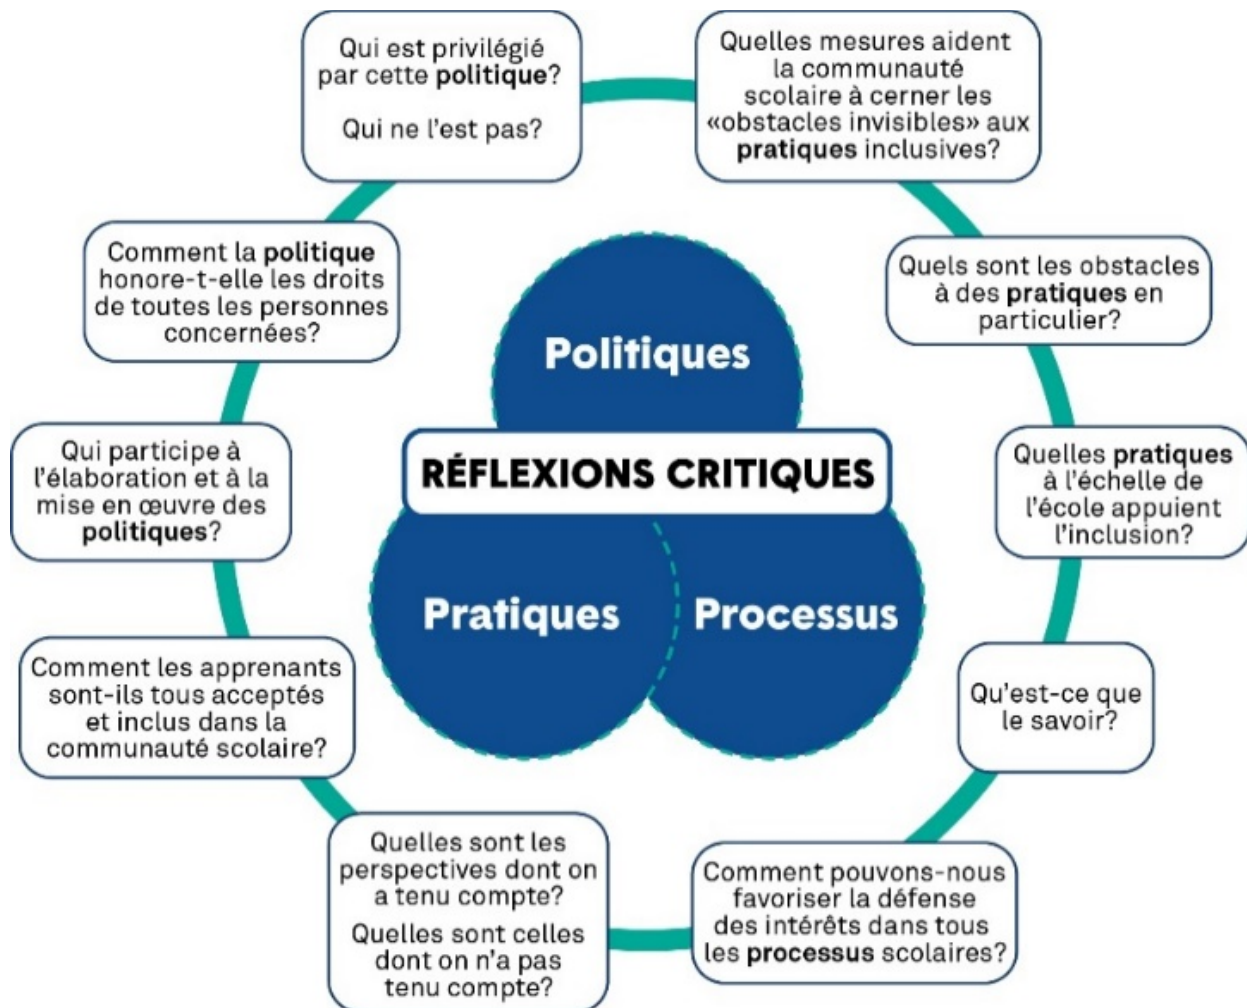 Qui est privilégié
par cette politique?
Qui ne l'est pas?
Quelles mesures aident
la communauté
scolaire à cerner les
«obstacles invisibles» aux
pratiques inclusives?
Quels sont les obstacles
à des pratiques en
particulier?
Quelles pratiques
à l'échelle de
l'école appuient
l'inclusion?
Qu'est-ce que
le savoir?
Comment pouvons-nous
favoriser la défense
des intérêts dans tous
les processus scolaires?
Quelles sont les
perspectives dont on
a tenu compte?
Quelles sont celles
dont on n'a pas
tenu compte?
Comment les apprenants
sont-ils tous acceptés
et inclus dans la
communauté scolaire?
Qui participe à
l'élaboration et à la
mise en œuvre des
politiques?
Comment la politique
honore-t-elle les droits
de toutes les personnes
concernées?
Politiques
RÉFLEXIONS CRITIQUES
Pratiques
Processus